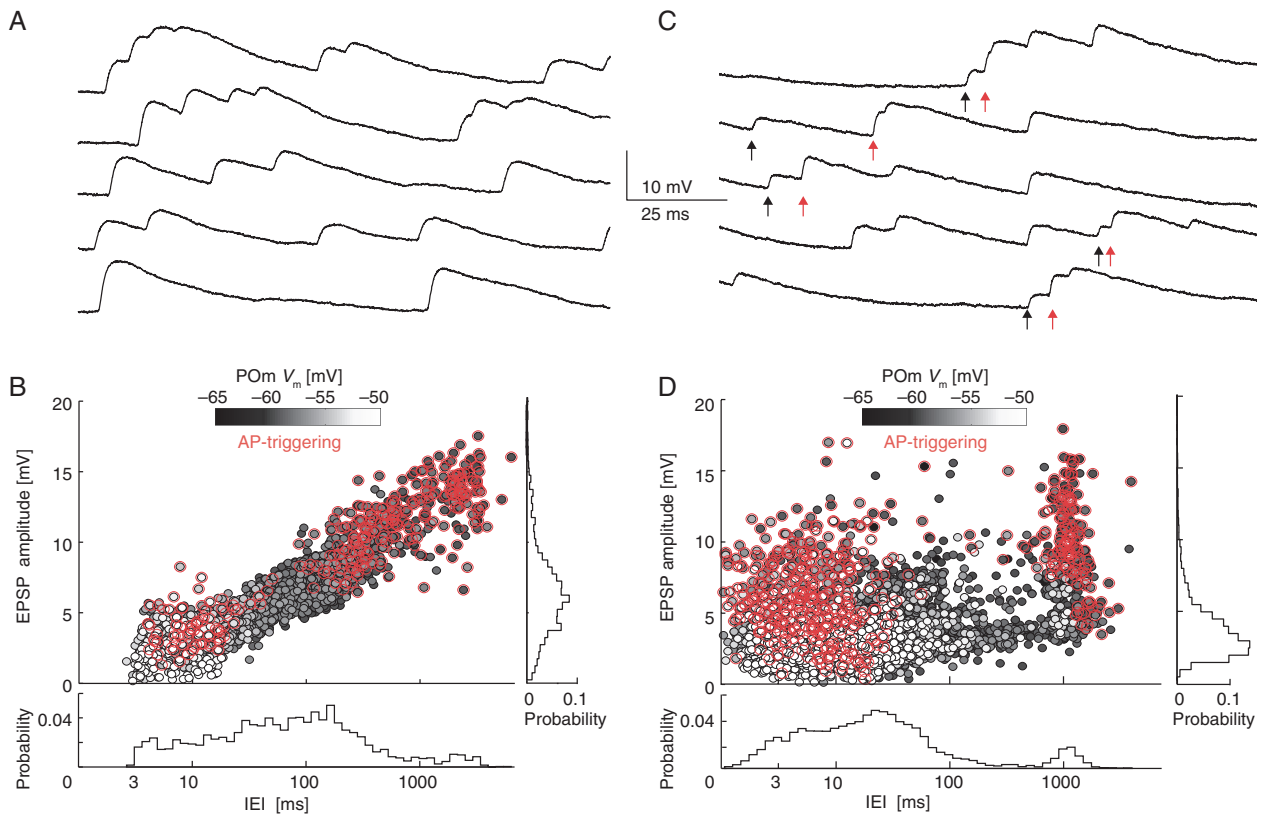 A
C
10 mV
25 ms
B
POm Vm [mV]
−65 −60 −55 −50
AP-triggering
20
15
10
5
0
EPSP amplitude [mV]
0 0.1
Probability
Probability
0.04
0 3 10 100 1000
IEI [ms]
D
POm Vm [mV]
−65 −60 −55 −50
AP-triggering
20
15
10
5
0
EPSP amplitude [mV]
0 0.1
Probability
Probability
0.04
0 3 10 100 1000
IEI [ms]